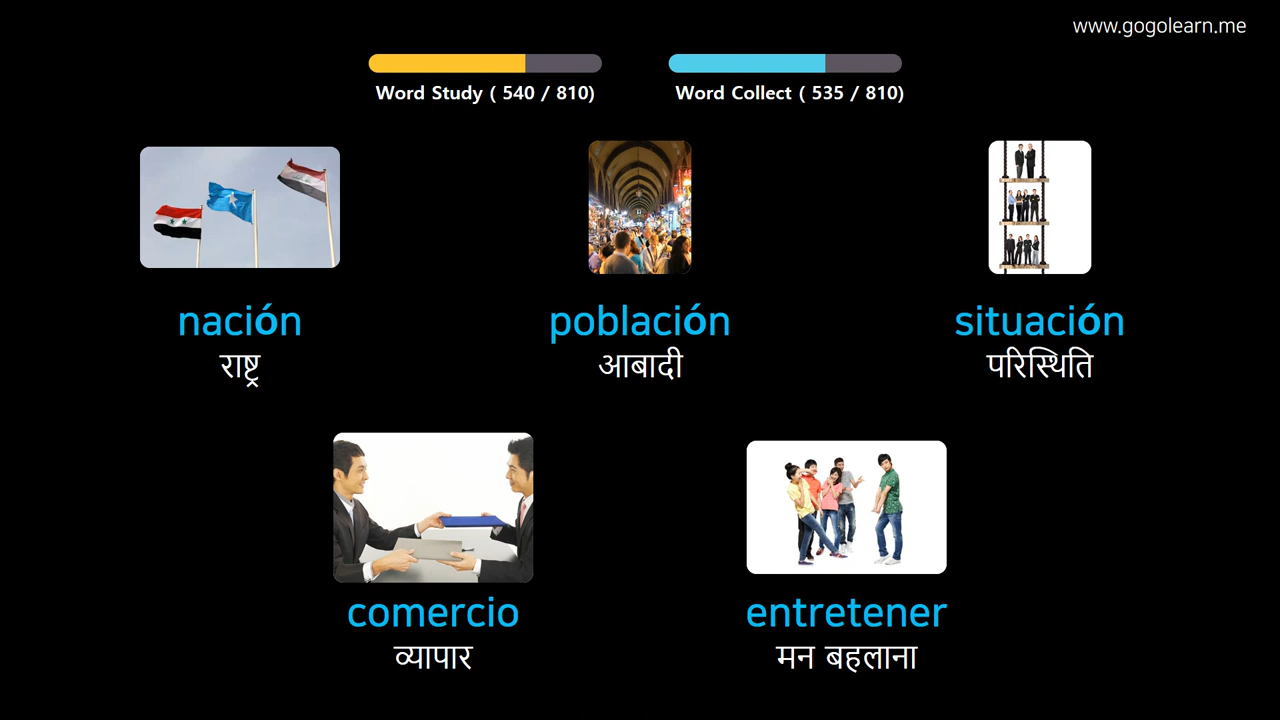 www.gogolearn.me
Word Study ( 540 / 810)
Word Collect ( 535 / 810)
nación
राष्ट्र
población
आबादी
situación
परिस्थिति
comercio
व्यापार
entretener
मन बहलाना